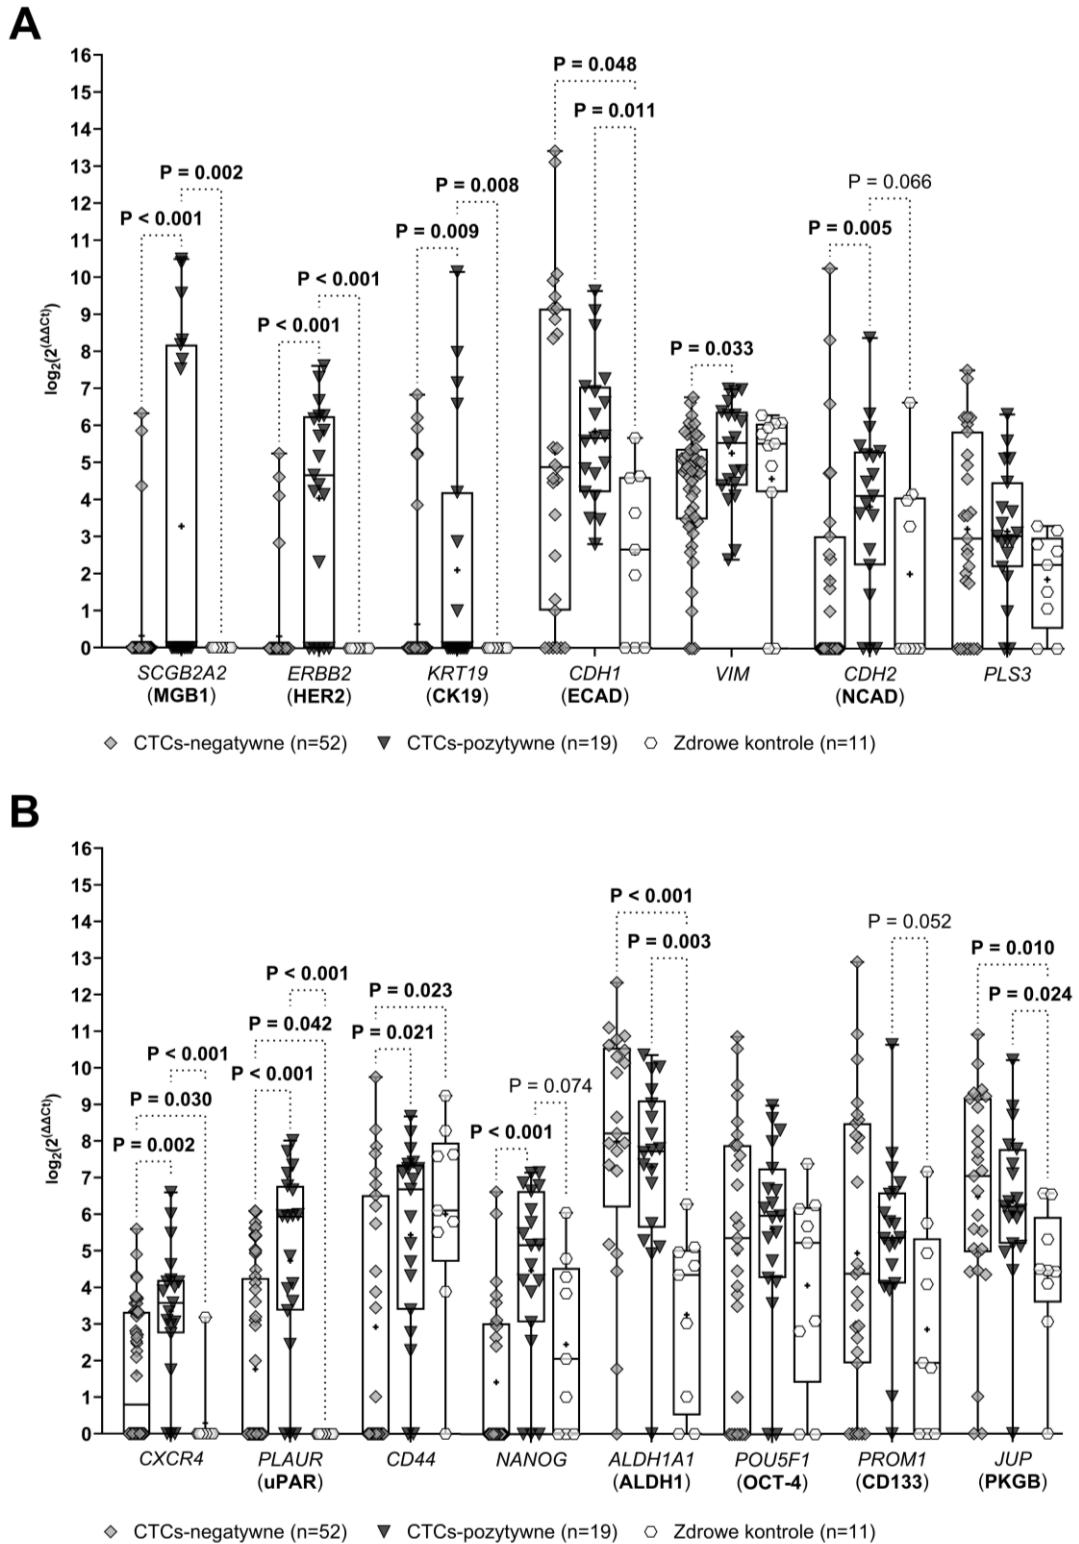 A
16
P = 0.048
15
14
P = 0.011
13
P = 0.002
P = 0.008
P = 0.066
12
P < 0.001
P = 0.009
P = 0.005
11
10
P < 0.001
9
P < 0.001
8
P = 0.033
7
6
5
4
3
2
1
0
log2(2(ΔΔCt))
SCGB2A2 ERBB2 KRT19 CDH1 VIM CDH2 PLS3
(MGB1) (HER2) (CK19) (ECAD) (NCAD)
CTCs-negatywne (n=52) CTCs-pozytywne (n=19) Zdrowe kontrole (n=11)
B
16
15
P < 0.001
14
P = 0.052
P = 0.003
P = 0.010
13
P < 0.001
P = 0.023
P = 0.024
12
P = 0.042
P = 0.021
11
P < 0.001
10
P < 0.001
P = 0.074
P = 0.030
9
P = 0.002
P < 0.001
8
7
6
5
4
3
2
1
0
log2(2(ΔΔCt))
CXCR4 PLAUR CD44 NANOG ALDH1A1 POU5F1 PROM1 JUP
(uPAR) (ALDH1) (OCT-4) (CD133) (PKGB)
CTCs-negatywne (n=52) CTCs-pozytywne (n=19) Zdrowe kontrole (n=11)